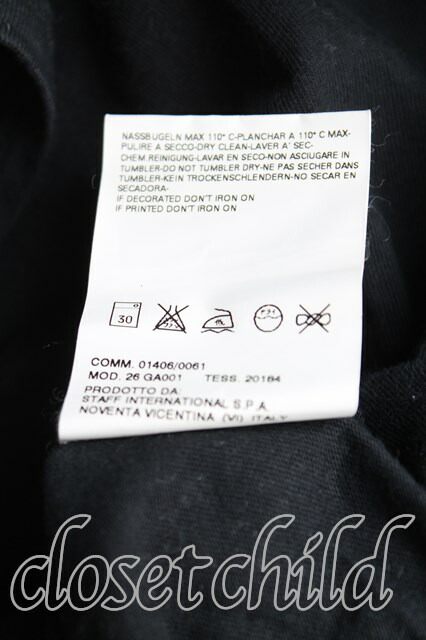 NASSBUGELN MAX 110° C-PLANCHAR A 110° C MAX-
PULIRE A SECCO-DRY CLEAN-LAVER A' SEC-
CHEM.REINIGUNG-LAVAR EN SECO-NON ASCIUGARE IN
TUMBLER-DO NOT TUMBLE DRY-NE PAS SECHER DANS
TUMBLER-KEIN TROCKENSCHLENDERN-NO SECAR EN
SECADORA-
IF DECORATED DON'T IRON ON
IF PRINTED DON'T IRON ON
30
COMM. 01406/0061
MOD. 26 GA001 TESS. 20184
PRODOTTO DA:
STAFF INTERNATIONAL S.P.A.
NOVENTA VICENTINA (VI) ITALY
closetchild